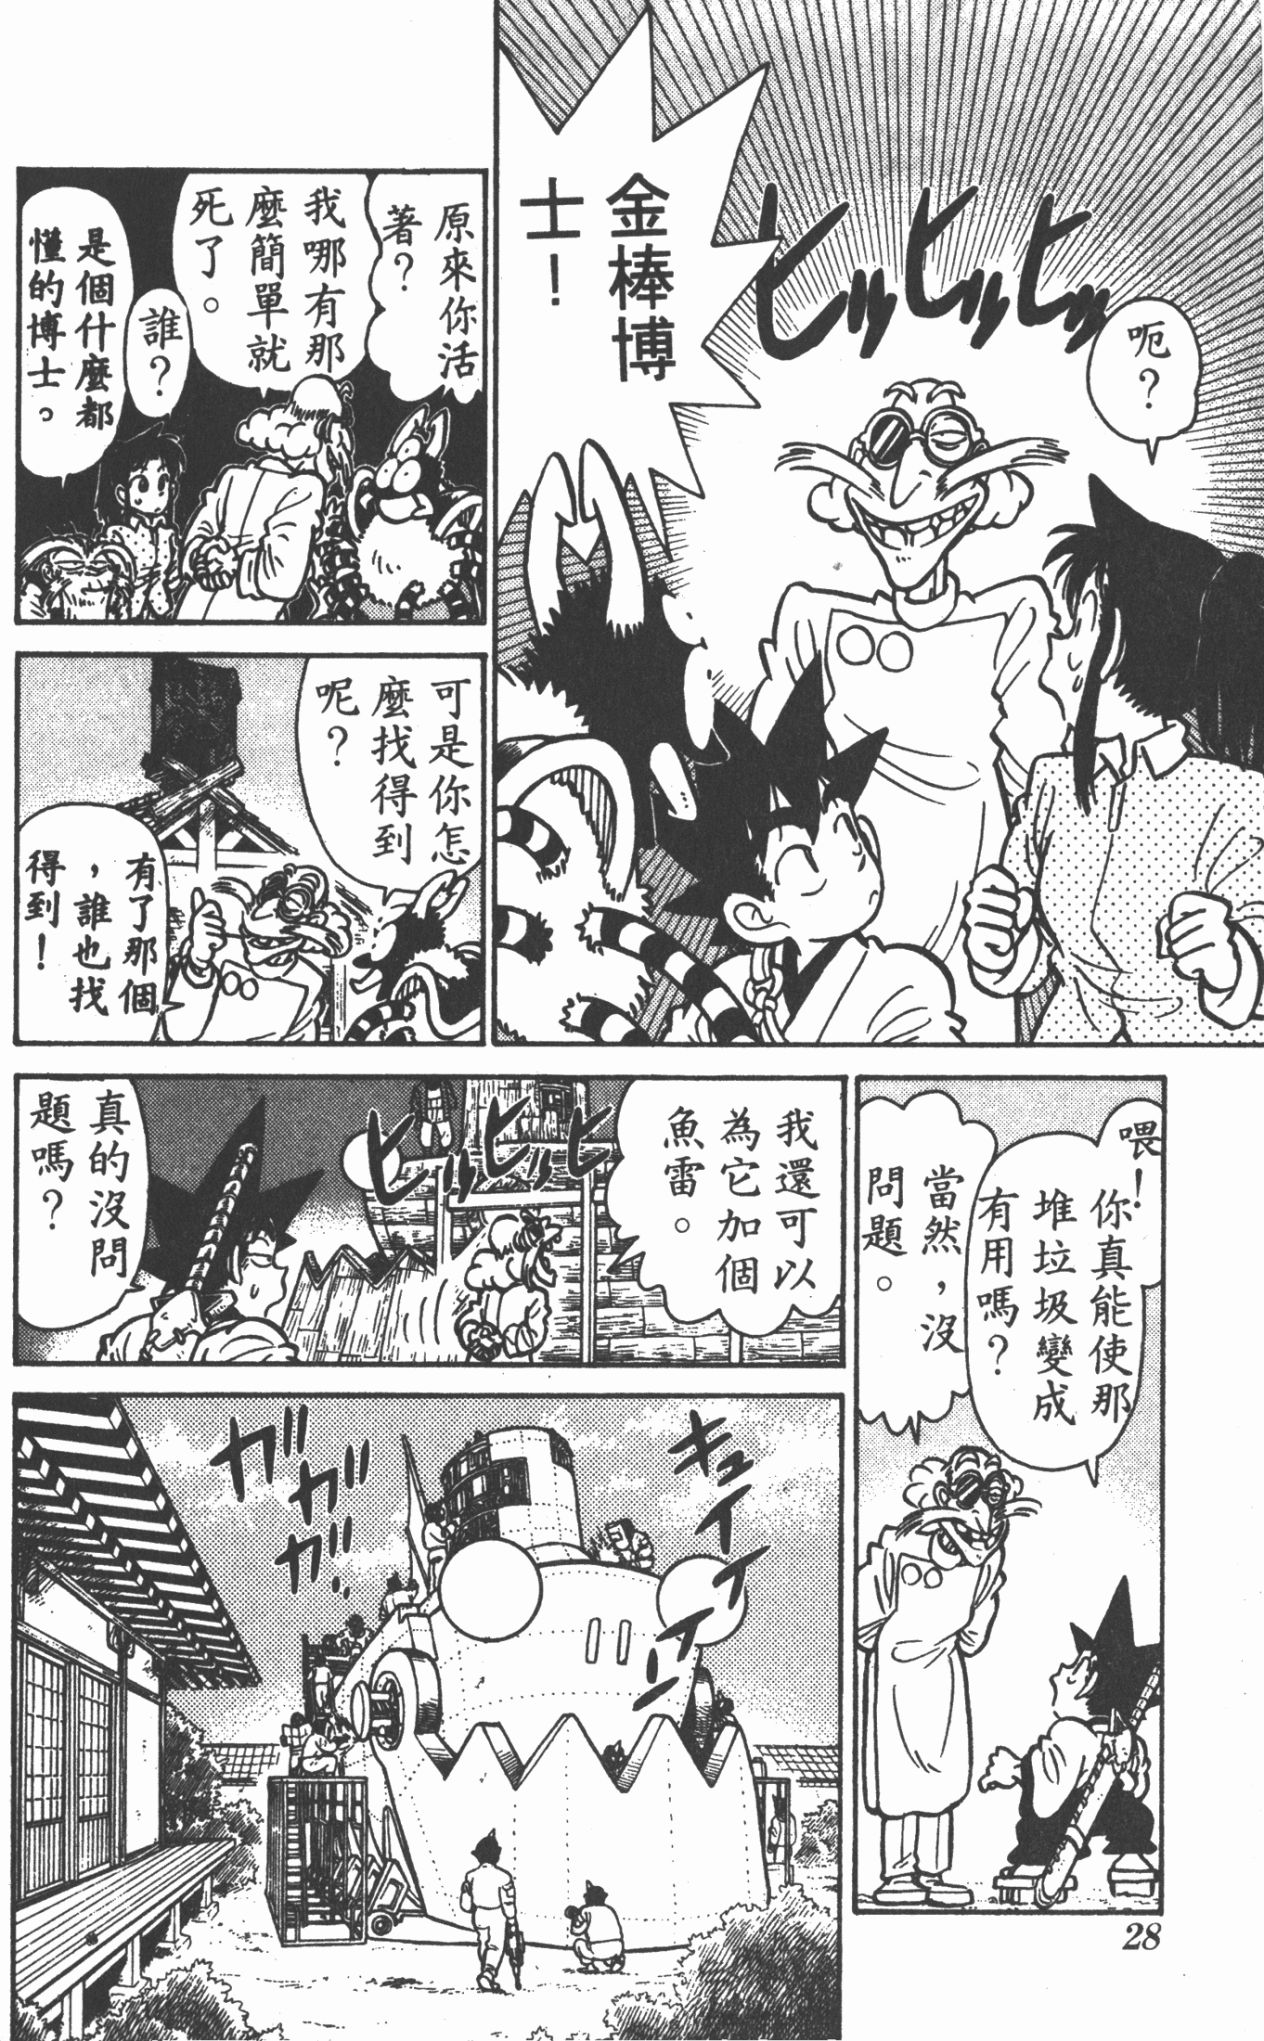 呃？
ヒッヒッヒッ
金棒博
士！
原來你活
著？
我哪有那
麼簡單就
死了。
誰？
是個什麼都
懂的博士。
可是你怎
麼找得到
呢？
有了那個
，誰也找
得到！
喂！
你真能使那
堆垃圾變成
有用嗎？
當然，沒
問題。
我還可以
為它加個
魚雷。
ヒッヒッヒ
真的沒問
題嗎？
キュイイイイン
ガガガガ..
28